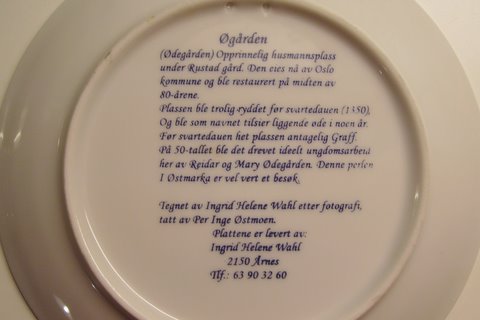 Øgården
(Ødegården) Opprinnelig husmannsplass
under Rustad gård. Den eies nå av Oslo
kommune og ble restaurert på midten av
80-årene.
Plassen ble trolig ryddet før svartedauen (1350),
Og ble som navnet tilsier liggende øde i noen år.
Før svartedauen het plassen antagelig Graff.
På 50-tallet ble det drevet ideelt ungdomsarbeid
her av Reidar og Mary Ødegården. Denne perlen
I Østmarka er vel vert et besøk.
Tegnet av Ingrid Helene Wahl etter fotografi,
tatt av Per Inge Østmoen.
Plattene er levert av:
Ingrid Helene Wahl
2150 Årnes
Tlf.: 63 90 32 60